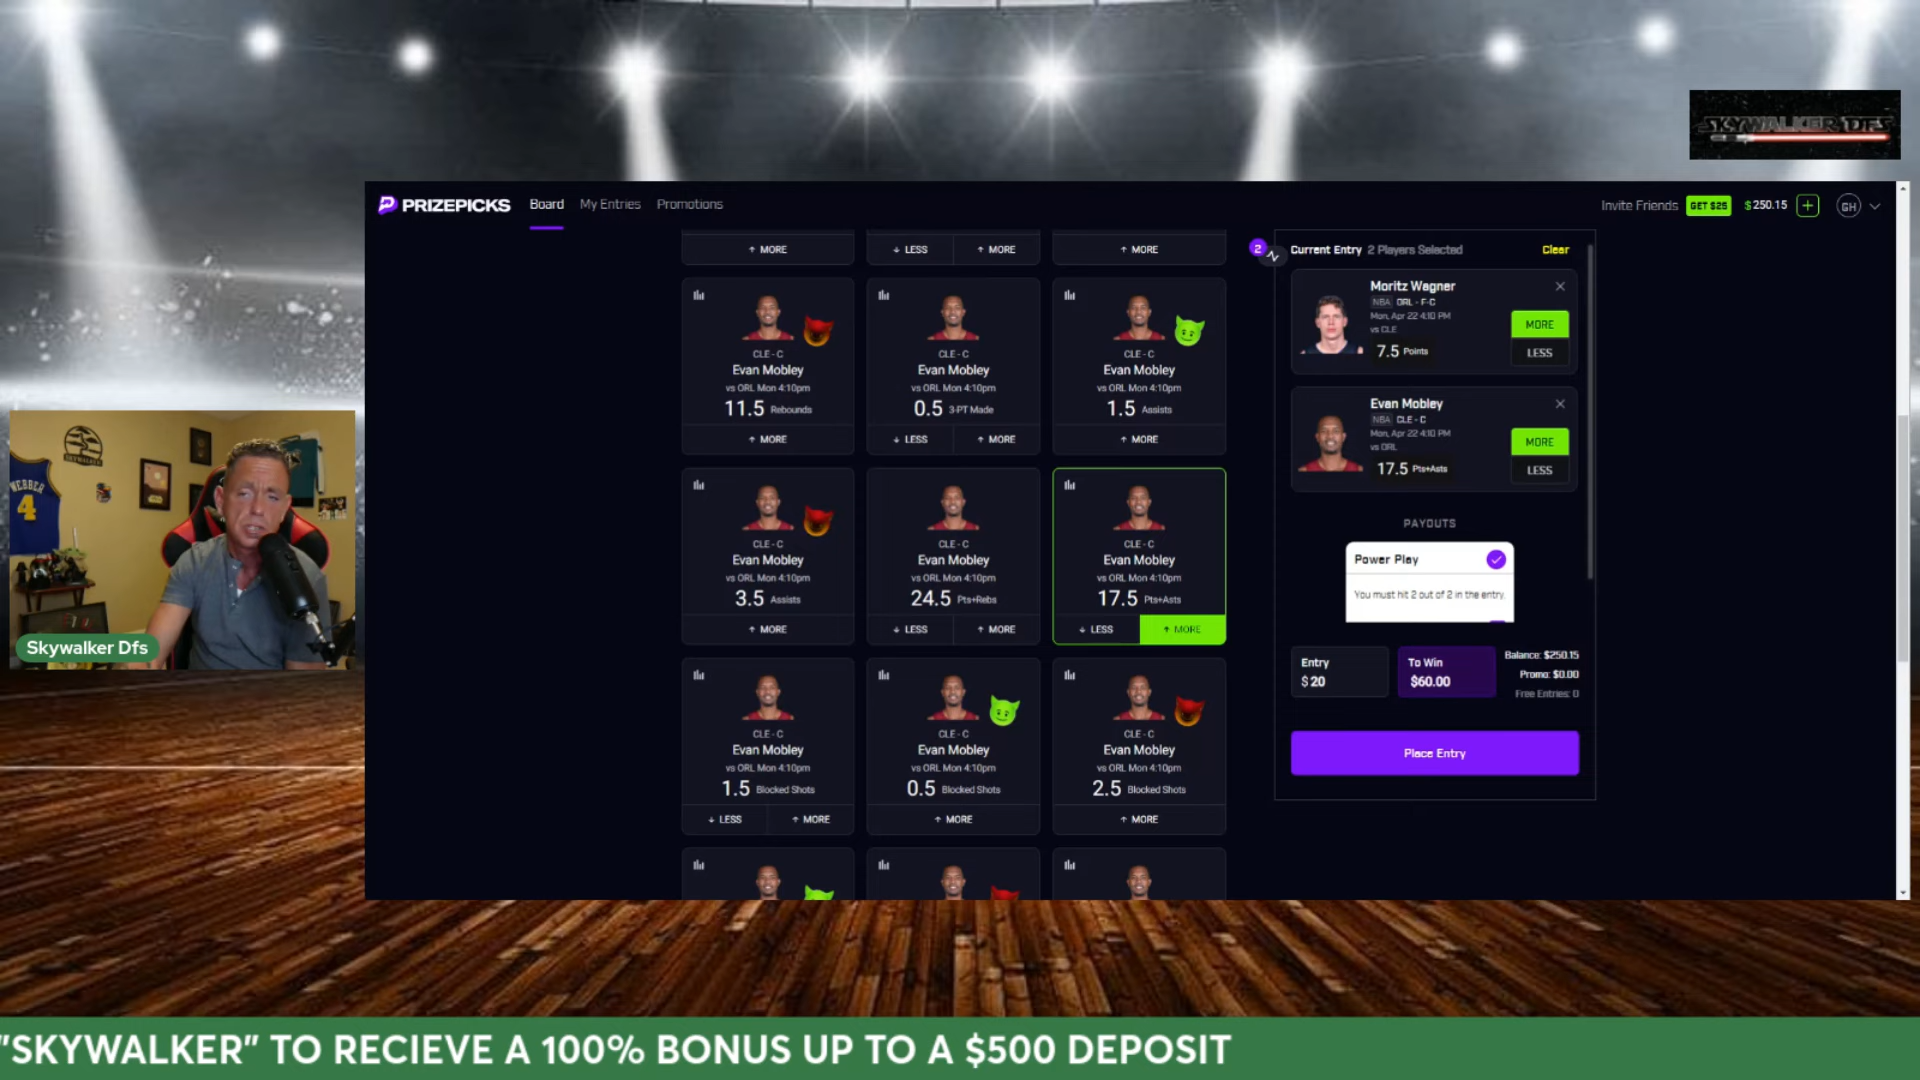 SKYWALKER DFS
PRIZEPICKS
Board
My Entries
Promotions
Invite Friends
GET $25
$250.15
GH
MORE
LESS MORE
MORE
CLE - C
Evan Mobley
vs ORL Mon 4:10pm
11.5 Rebounds
MORE
CLE - C
Evan Mobley
vs ORL Mon 4:10pm
0.5 3-PT Made
LESS MORE
CLE - C
Evan Mobley
vs ORL Mon 4:10pm
1.5 Assists
MORE
CLE - C
Evan Mobley
vs ORL Mon 4:10pm
3.5 Assists
MORE
CLE - C
Evan Mobley
vs ORL Mon 4:10pm
24.5 Pts+Rebs
LESS MORE
CLE - C
Evan Mobley
vs ORL Mon 4:10pm
17.5 Pts+Asts
LESS MORE
CLE - C
Evan Mobley
vs ORL Mon 4:10pm
1.5 Blocked Shots
LESS MORE
CLE - C
Evan Mobley
vs ORL Mon 4:10pm
0.5 Blocked Shots
MORE
CLE - C
Evan Mobley
vs ORL Mon 4:10pm
2.5 Blocked Shots
MORE
2
Current Entry 2 Players Selected
Clear
Moritz Wagner
NBA ORL - F-C
Mon, Apr 22 4:10 PM
vs CLE
7.5 Points
MORE
LESS
Evan Mobley
NBA CLE - C
Mon, Apr 22 4:10 PM
vs ORL
17.5 Pts+Asts
MORE
LESS
PAYOUTS
Power Play
You must hit 2 out of 2 in the entry.
Entry
$ 20
To Win
$60.00
Balance: $250.15
Promo: $0.00
Free Entries: 0
Place Entry
WEBBER
4
SKYWALKER
Skywalker Dfs
"SKYWALKER" TO RECIEVE A 100% BONUS UP TO A $500 DEPOSIT